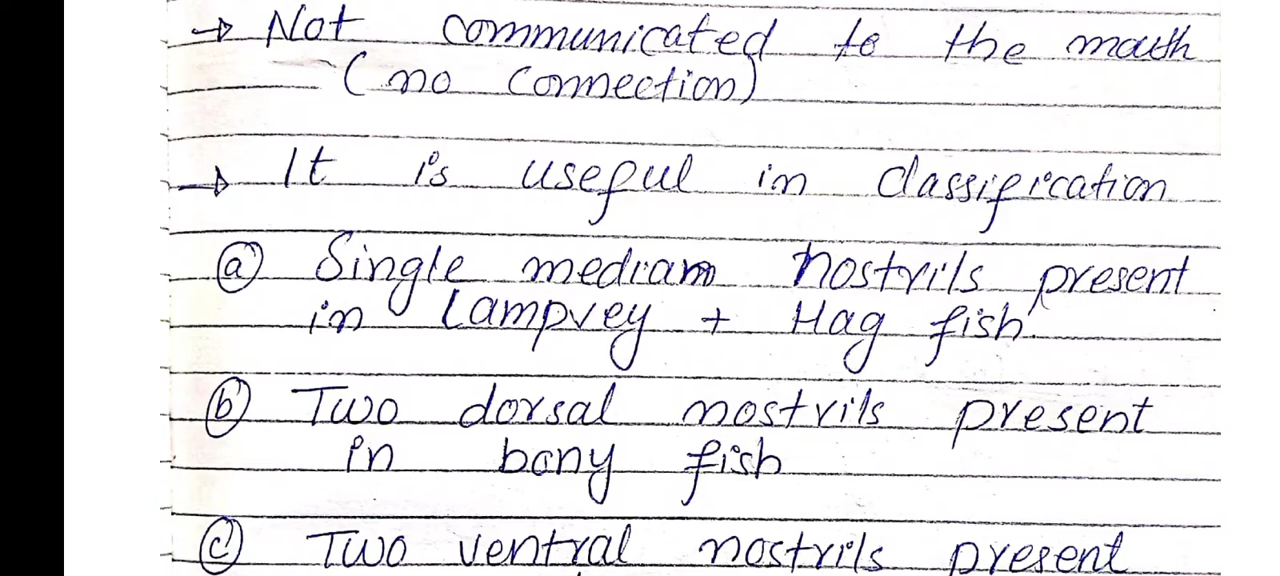 → Not communicated to the mouth
(no connection)
→ It is useful in classification
ⓐ Single median nostrils present
in Lamprey + Hag fish
ⓑ Two dorsal nostrils present
in bony fish
ⓒ Two ventral nostrils present